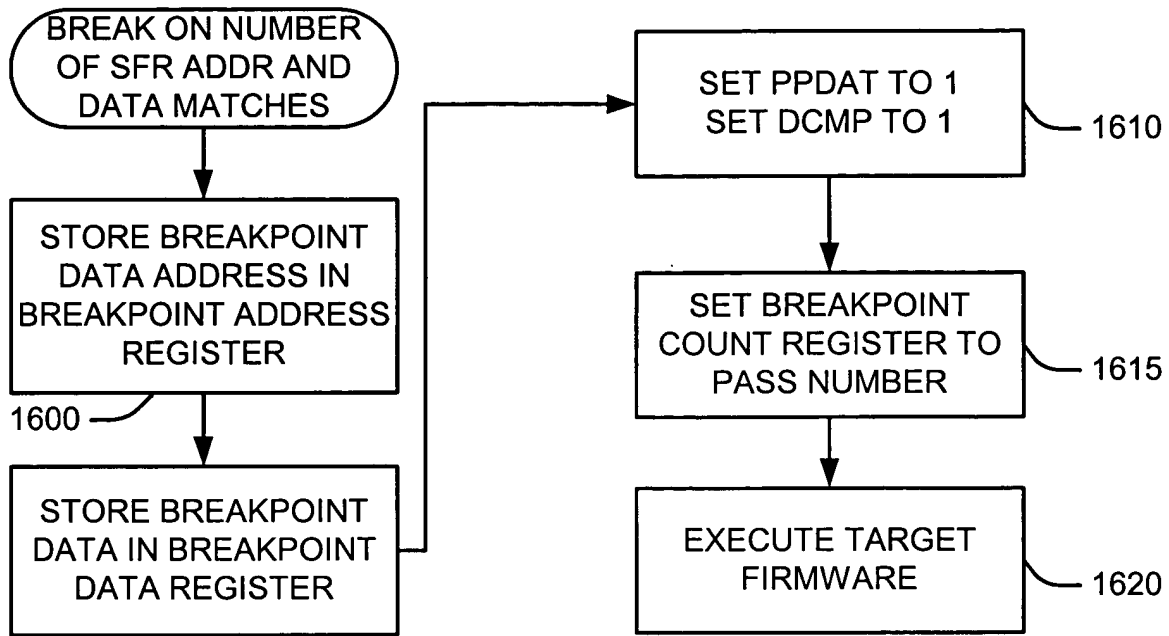 BREAK ON NUMBER
OF SFR ADDR AND
DATA MATCHES
STORE BREAKPOINT
DATA ADDRESS IN
BREAKPOINT ADDRESS
REGISTER
1600
STORE BREAKPOINT
DATA IN BREAKPOINT
DATA REGISTER
SET PPDAT TO 1
SET DCMP TO 1
1610
SET BREAKPOINT
COUNT REGISTER TO
PASS NUMBER
1615
EXECUTE TARGET
FIRMWARE
1620